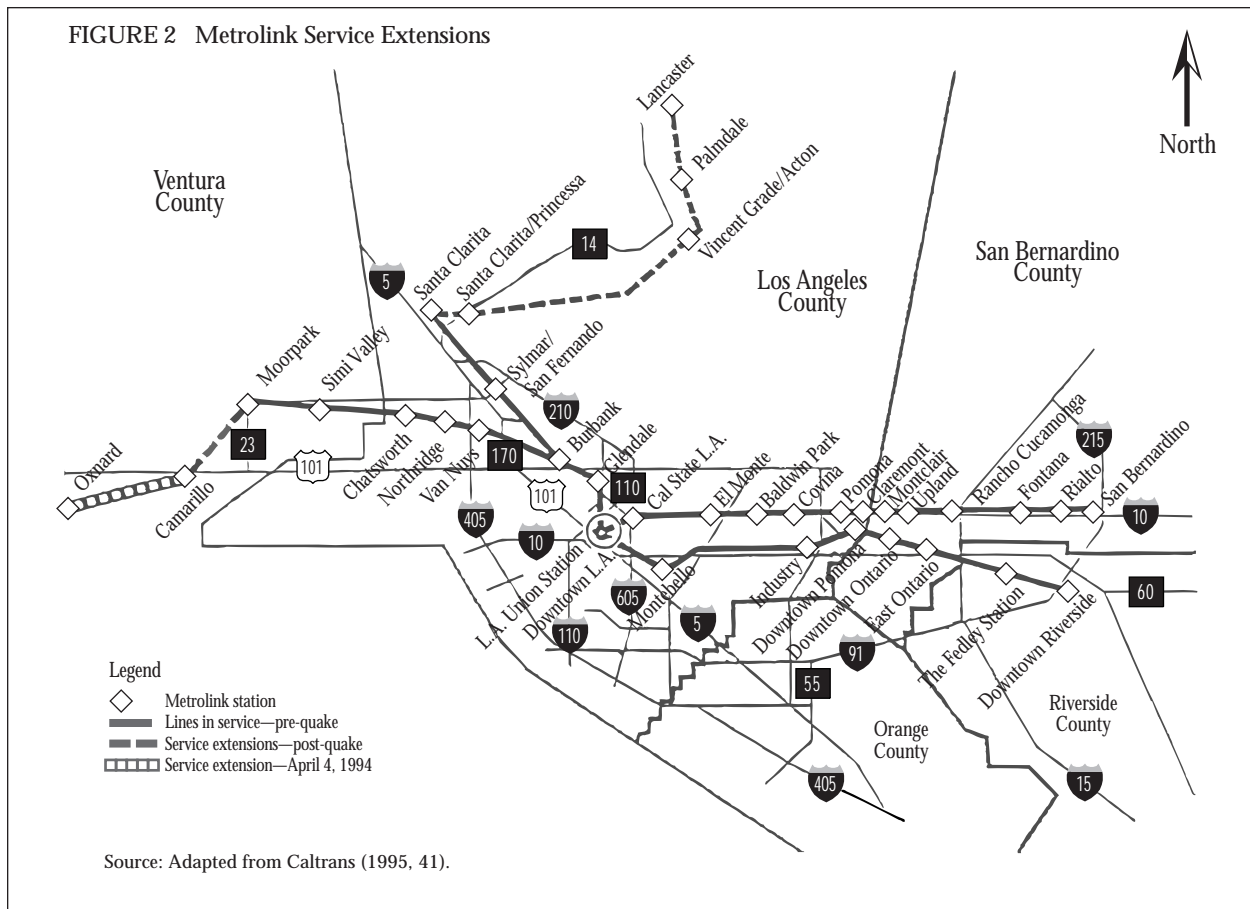 FIGURE 2 Metrolink Service Extensions
North
Lancaster
Palmdale
Vincent Grade/Acton
Ventura
County
Santa Clarita
Santa Clarita/Princessa
14
5
Los Angeles
County
San Bernardino
County
Moorpark
Simi Valley
Sylmar/
San Fernando
210
Burbank
Glendale
Oxnard
Camarillo
23
101
Chatsworth
Northridge
Van Nuys
170
101
110
Cal State L.A.
El Monte
Baldwin Park
Covina
Pomona
Claremont
Montclair
Upland
Rancho Cucamonga
Fontana
Rialto
San Bernardino
215
10
405
10
L.A. Union Station
Downtown L.A.
605
Montebello
Industry
Downtown Pomona
Downtown Ontario
East Ontario
The Fedley Station
Downtown Riverside
60
110
5
91
55
Orange
County
Riverside
County
405
15
Legend
Metrolink station
Lines in service—pre-quake
Service extensions—post-quake
Service extension—April 4, 1994
Source: Adapted from Caltrans (1995, 41).